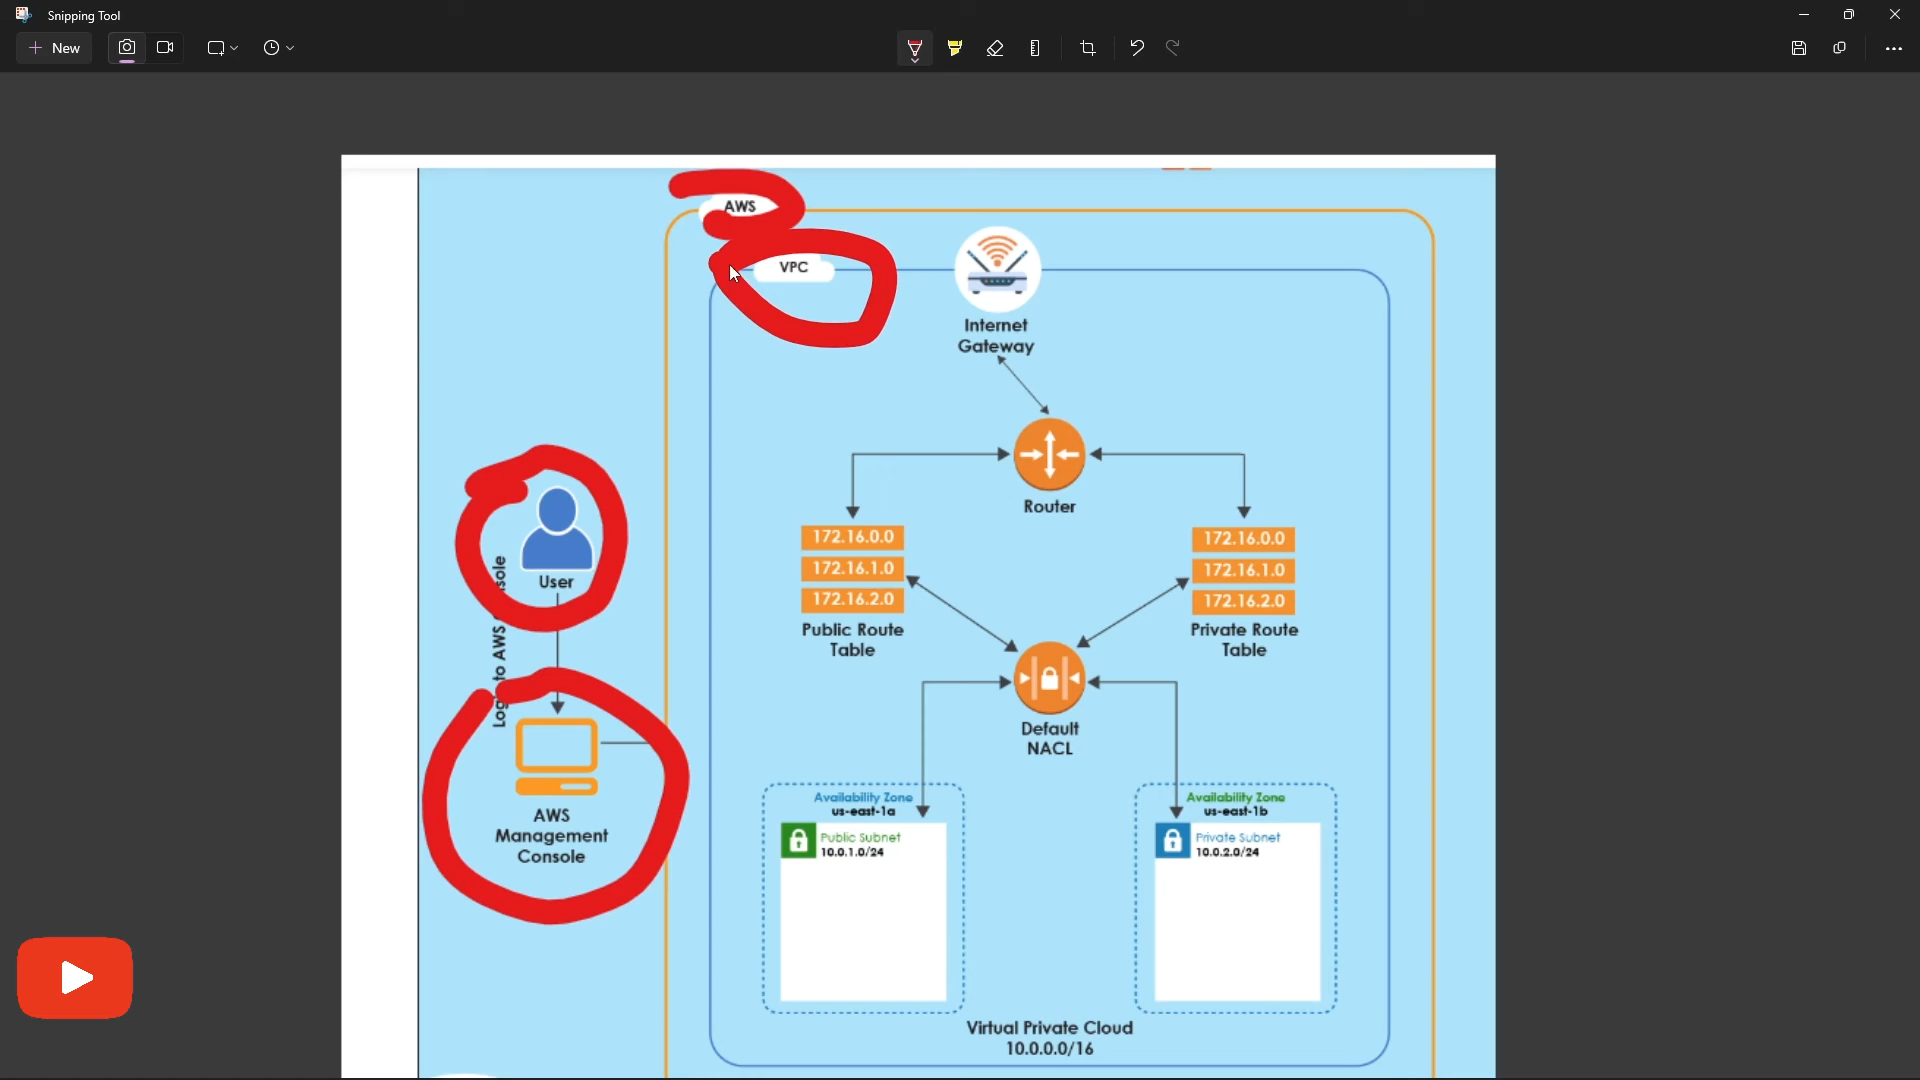 Snipping Tool
New
AWS
VPC
Internet
Gateway
Router
172.16.0.0
172.16.1.0
172.16.2.0
Public Route
Table
172.16.0.0
172.16.1.0
172.16.2.0
Private Route
Table
User
to AWS
AWS
Management
Console
Default
NACL
Availability Zone
us-east-1a
Public Subnet
10.0.1.0/24
Availability Zone
us-east-1b
Private Subnet
10.0.2.0/24
Virtual Private Cloud
10.0.0.0/16